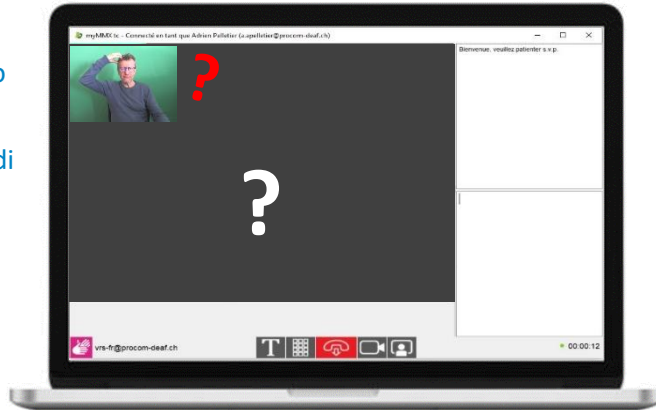 myMMX tc - Connecté en tant que Adrien Pelletier (a.apelletier@procom-deaf.ch)
Bienvenue, veuillez patienter s.v.p.
?
?
di
T
vrs-fr@procom-deaf.ch
00:00:12